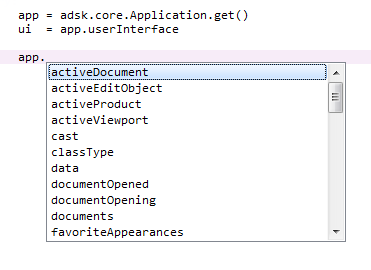 app = adsk.core.Application.get()
ui  = app.userInterface
app.
activeDocument
activeEditObject
activeProduct
activeViewport
cast
classType
data
documentOpened
documentOpening
documents
favoriteAppearances